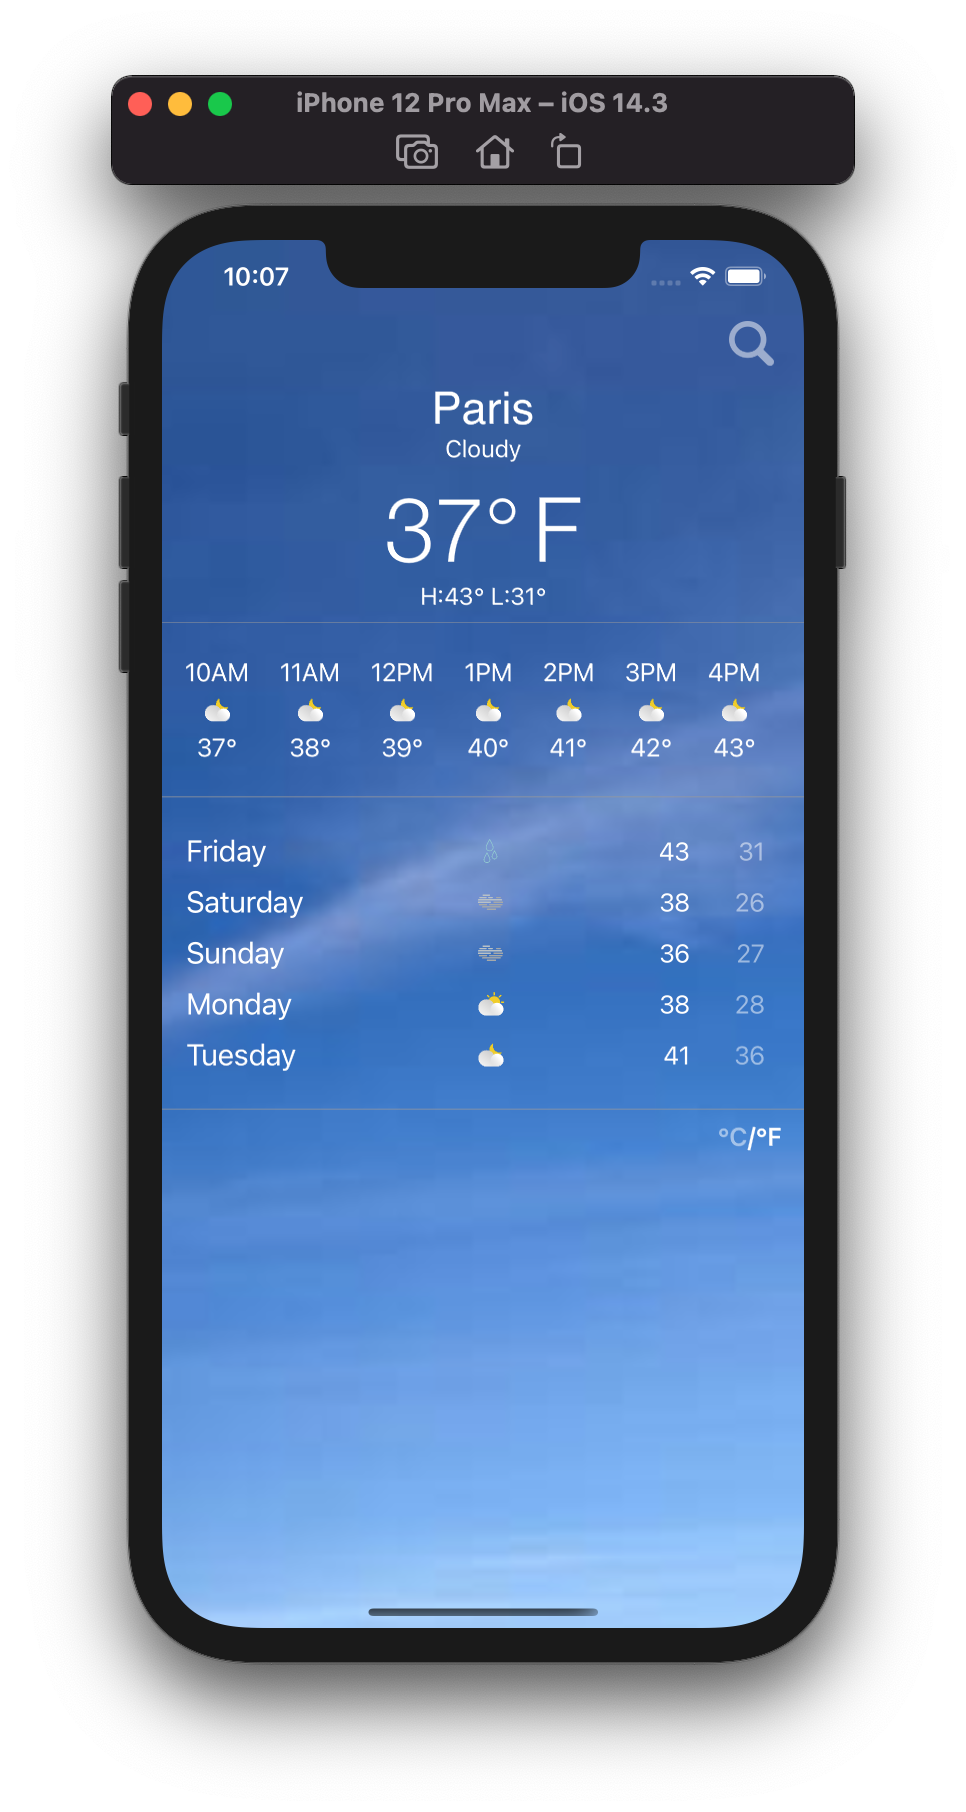 iPhone 12 Pro Max – iOS 14.3
10:07
Paris
Cloudy
37° F
H:43° L:31°
10AM 11AM 12PM 1PM 2PM 3PM 4PM
37° 38° 39° 40° 41° 42° 43°
Friday 43 31
Saturday 38 26
Sunday 36 27
Monday 38 28
Tuesday 41 36
°C/°F